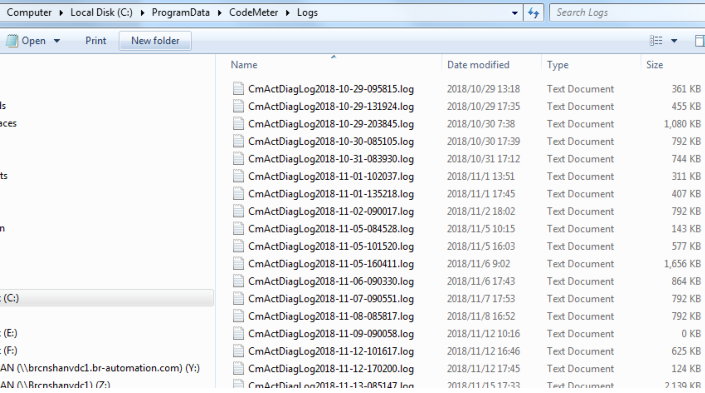 Computer ▸ Local Disk (C:) ▸ ProgramData ▸ CodeMeter ▸ Logs Search Logs
Open Print New folder
Name Date modified Type Size
CmActDiagLog2018-10-29-095815.log 2018/10/29 13:18 Text Document 361 KB
ls CmActDiagLog2018-10-29-131924.log 2018/10/29 17:35 Text Document 455 KB
aces CmActDiagLog2018-10-29-203845.log 2018/10/30 7:38 Text Document 1,080 KB
CmActDiagLog2018-10-30-085105.log 2018/10/30 17:39 Text Document 792 KB
CmActDiagLog2018-10-31-083930.log 2018/10/31 17:12 Text Document 744 KB
ts CmActDiagLog2018-11-01-102037.log 2018/11/1 13:51 Text Document 311 KB
CmActDiagLog2018-11-01-135218.log 2018/11/1 17:45 Text Document 407 KB
CmActDiagLog2018-11-02-090017.log 2018/11/2 18:02 Text Document 792 KB
n CmActDiagLog2018-11-05-084528.log 2018/11/5 10:15 Text Document 143 KB
CmActDiagLog2018-11-05-101520.log 2018/11/5 16:03 Text Document 577 KB
CmActDiagLog2018-11-05-160411.log 2018/11/6 9:02 Text Document 1,656 KB
CmActDiagLog2018-11-06-090330.log 2018/11/6 17:43 Text Document 864 KB
(C:) CmActDiagLog2018-11-07-090551.log 2018/11/7 17:53 Text Document 792 KB
CmActDiagLog2018-11-08-085817.log 2018/11/8 16:52 Text Document 792 KB
(E:) CmActDiagLog2018-11-09-090058.log 2018/11/12 10:16 Text Document 0 KB
(F:) CmActDiagLog2018-11-12-101617.log 2018/11/12 16:46 Text Document 625 KB
AN (\\Brcnshanvdc1.br-automation.com) (Y:) CmActDiagLog2018-11-12-170200.log 2018/11/12 17:45 Text Document 124 KB
AN (\\Brcnshanvdc1) (Z:) CmActDiagLog2018-11-13-085147.log 2018/11/15 17:33 Text Document 2,139 KB